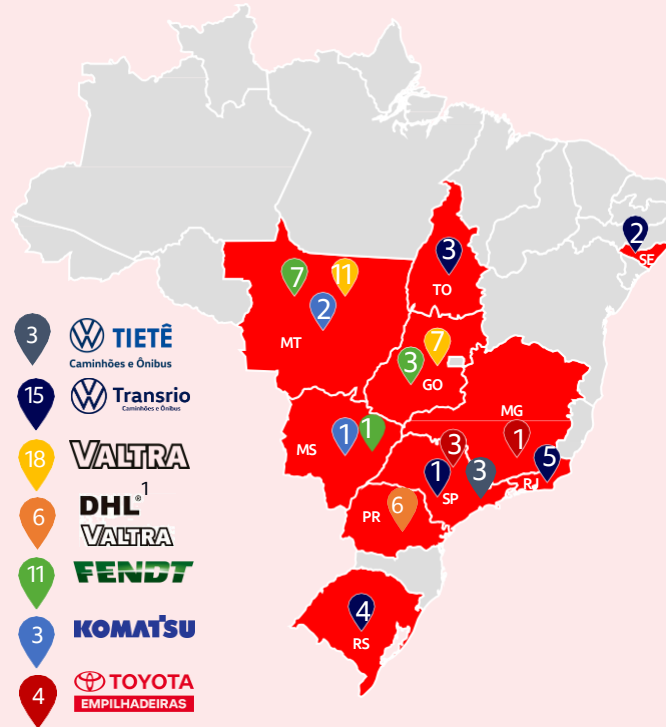 2
SE
3
TO
7
11
2
MT
7
3
GO
MG
1
1
MS
3
1
5
RJ
1
3
SP
6
PR
4
RS
3
TIETÊ
Caminhões e Ônibus
15
Transrio
Caminhões e Ônibus
18
VALTRA
6
DHL®1
VALTRA
11
FENDT
3
KOMATSU
4
TOYOTA
EMPILHADEIRAS